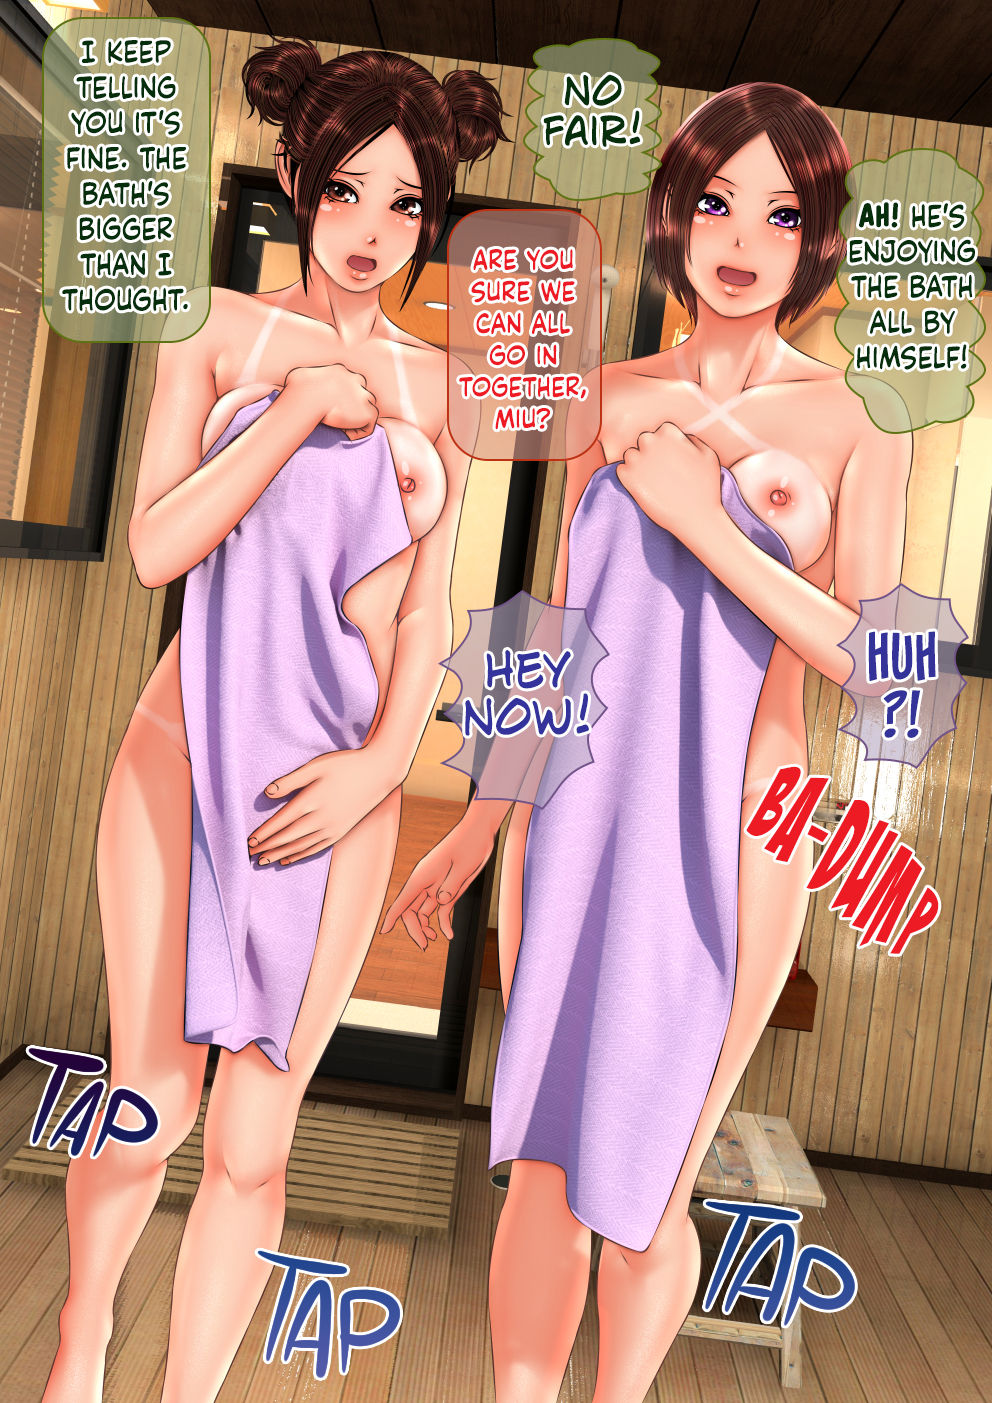 I KEEP
TELLING
YOU IT'S
FINE. THE
BATH'S
BIGGER
THAN I
THOUGHT.
NO
FAIR!
ARE YOU
SURE WE
CAN ALL
GO IN
TOGETHER,
MIU?
AH! HE'S
ENJOYING
THE BATH
ALL BY
HIMSELF!
HEY
NOW!
HUH
?!
BA-DUMP
TAP
TAP
TAP